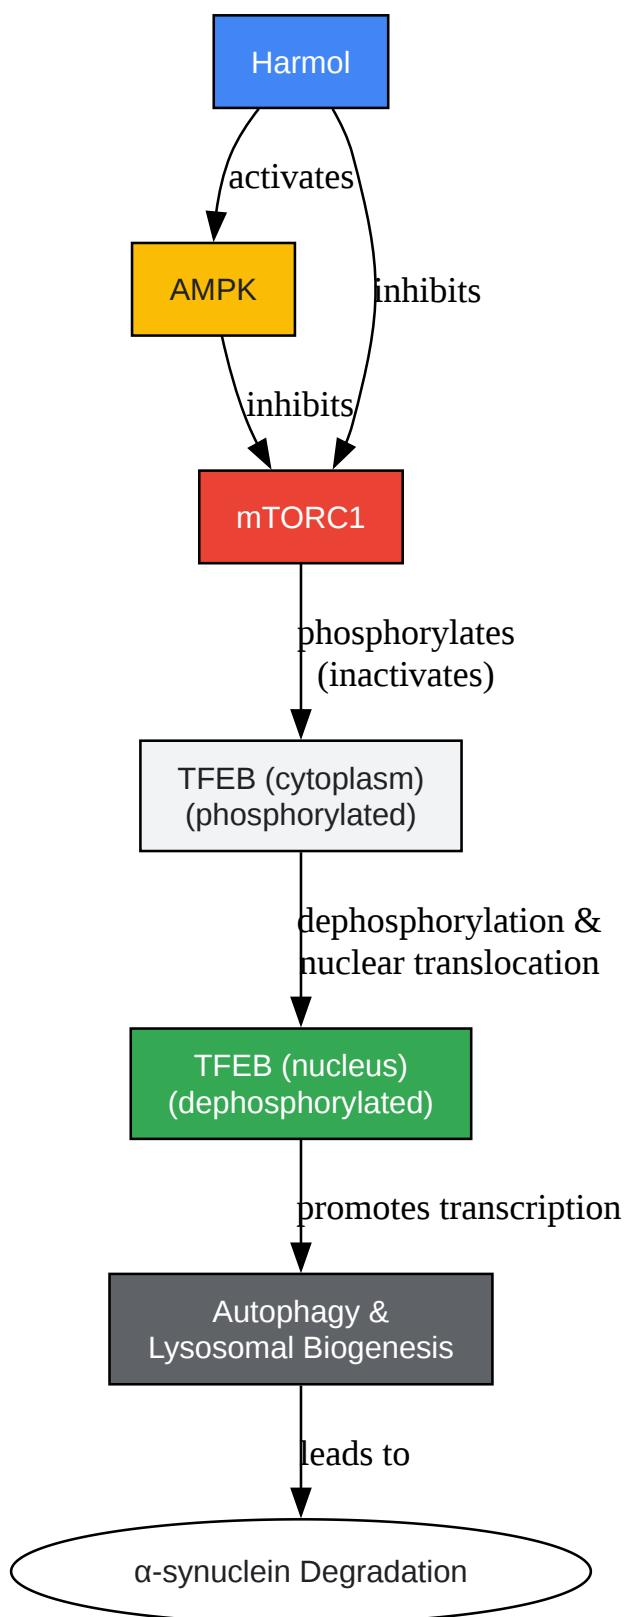 Harmol
activates
AMPK
inhibits
inhibits
mTORC1
phosphorylates
(inactivates)
TFEB (cytoplasm)
(phosphorylated)
dephosphorylation &
nuclear translocation
TFEB (nucleus)
(dephosphorylated)
promotes transcription
Autophagy &
Lysosomal Biogenesis
leads to
α-synuclein Degradation